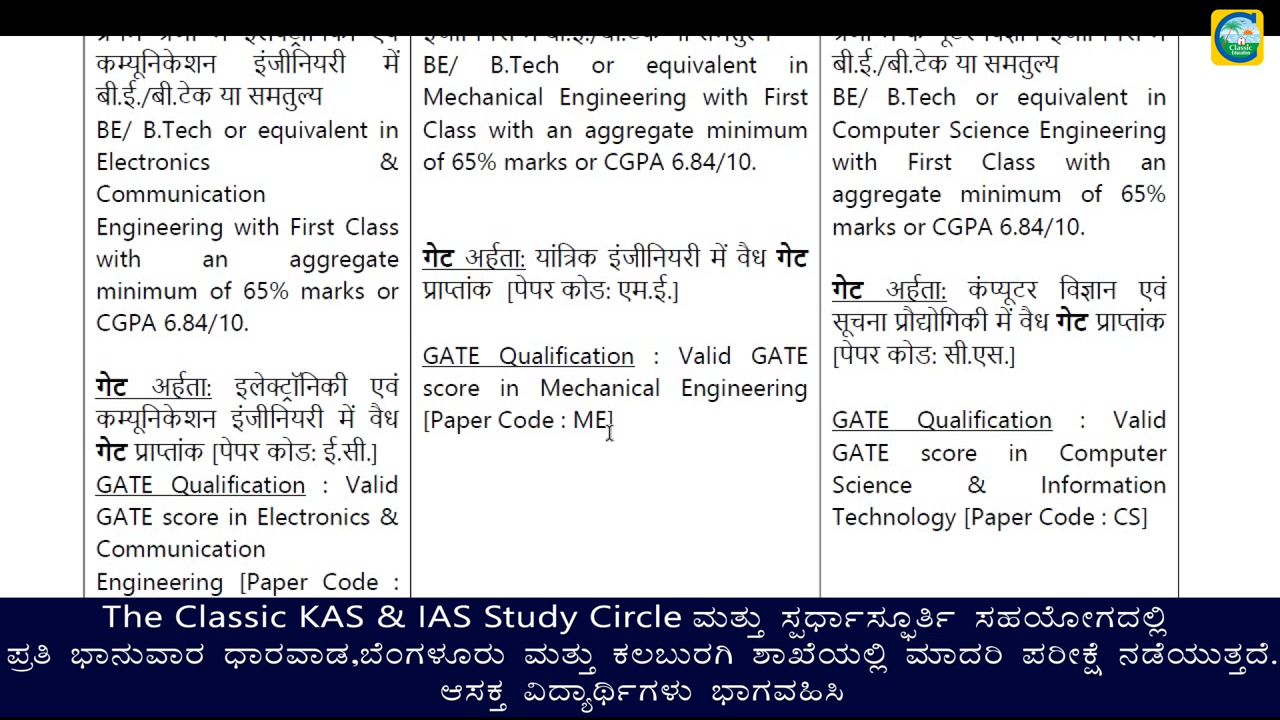 कम्यूनिकेशन इंजीनियरी में
बी.ई./बी.टेक या समतुल्य
BE/ B.Tech or equivalent in
Electronics &
Communication
Engineering with First Class
with an aggregate
minimum of 65% marks or
CGPA 6.84/10.
गेट अर्हता: इलेक्ट्रॉनिकी एवं
कम्यूनिकेशन इंजीनियरी में वैध
गेट प्राप्तांक [पेपर कोड: ई.सी.]
GATE Qualification : Valid
GATE score in Electronics &
Communication
Engineering [Paper Code :
BE/ B.Tech or equivalent in
Mechanical Engineering with First
Class with an aggregate minimum
of 65% marks or CGPA 6.84/10.
गेट अर्हता: यांत्रिक इंजीनियरी में वैध गेट
प्राप्तांक [पेपर कोड: एम.ई.]
GATE Qualification : Valid GATE
score in Mechanical Engineering
[Paper Code : ME]
बी.ई./बी.टेक या समतुल्य
BE/ B.Tech or equivalent in
Computer Science Engineering
with First Class with an
aggregate minimum of 65%
marks or CGPA 6.84/10.
गेट अर्हता: कंप्यूटर विज्ञान एवं
सूचना प्रौद्योगिकी में वैध गेट प्राप्तांक
[पेपर कोड: सी.एस.]
GATE Qualification : Valid
GATE score in Computer
Science & Information
Technology [Paper Code : CS]
Classic
Education
The Classic KAS & IAS Study Circle ಮತ್ತು ಸ್ಪರ್ಧಾಸ್ಫೂರ್ತಿ ಸಹಯೋಗದಲ್ಲಿ
ಪ್ರತಿ ಭಾನುವಾರ ಧಾರವಾಡ,ಬೆಂಗಳೂರು ಮತ್ತು ಕಲಬುರಗಿ ಶಾಖೆಯಲ್ಲಿ ಮಾದರಿ ಪರೀಕ್ಷೆ ನಡೆಯುತ್ತದೆ.
ಆಸಕ್ತ ವಿದ್ಯಾರ್ಥಿಗಳು ಭಾಗವಹಿಸಿ